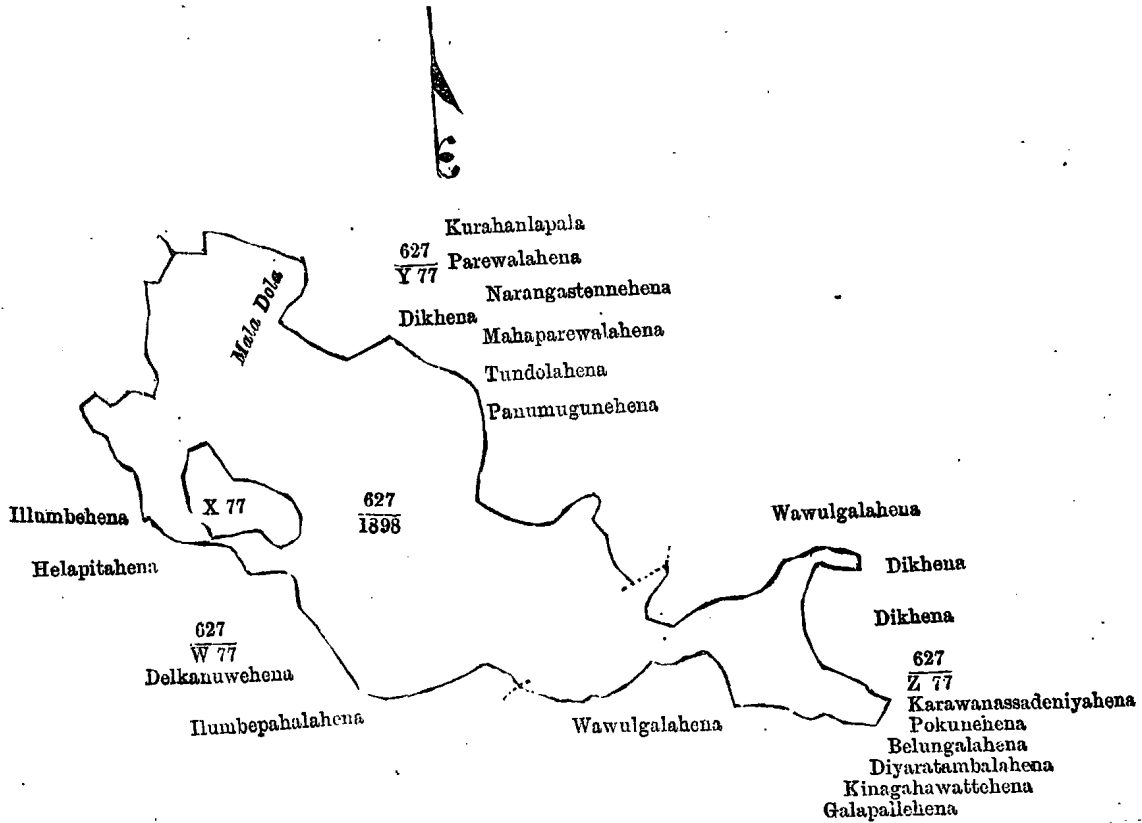 Kurahanlapala
627
Y 77
Parewalahena
Narangastennehena
Mala Dola
Dikhena
Mahaparewalahena
Tundolahena
Panumugunehena
X 77
627
1898
Illumbehena
Wawulgalahena
Helapitahena
Dikhena
Dikhena
627
W 77
Delkanuwehena
627
Z 77
Karawanassadeniyahena
Ilumbepahalahena
Wawulgalahena
Pokunehena
Belungalahena
Diyaratambalahena
Kinagahawattehena
Galapallehena